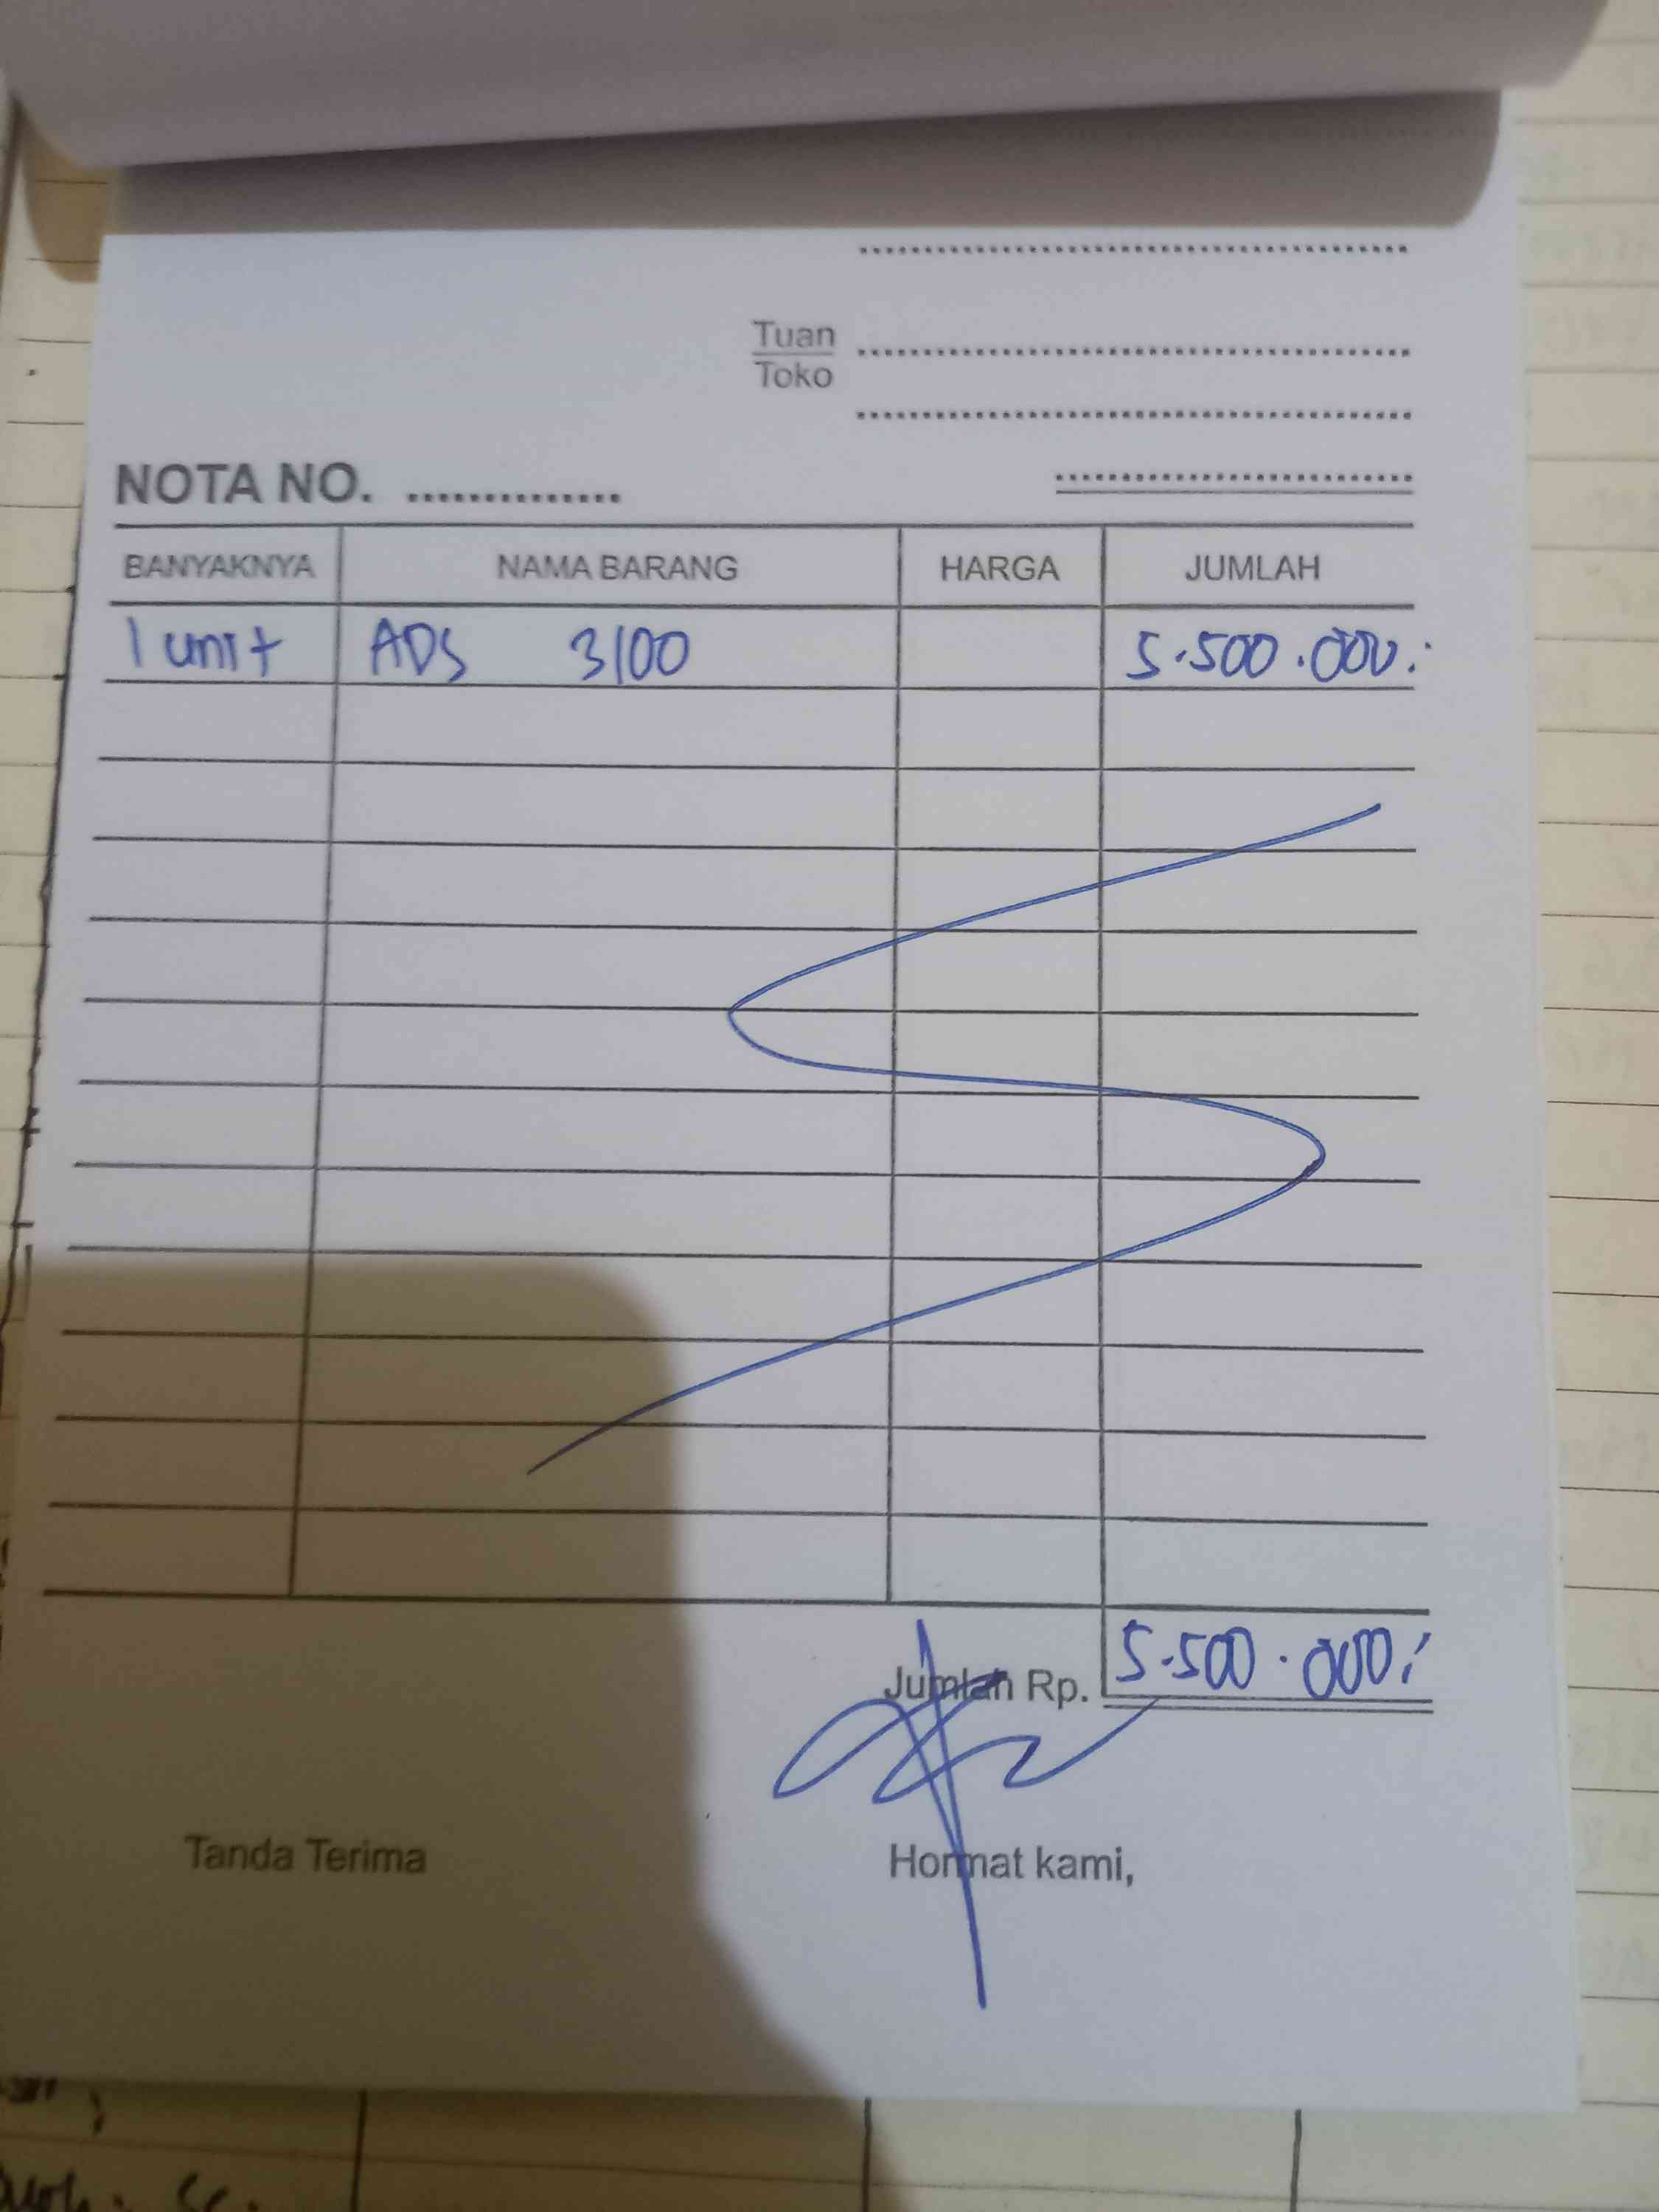 Tuan
Toko
NOTA NO. ..............
BANYAKNYA NAMA BARANG HARGA JUMLAH
1 unit ADS 3100 5.500.000.-
Jumlah Rp. 5.500.000.-
Tanda Terima Hormat kami,